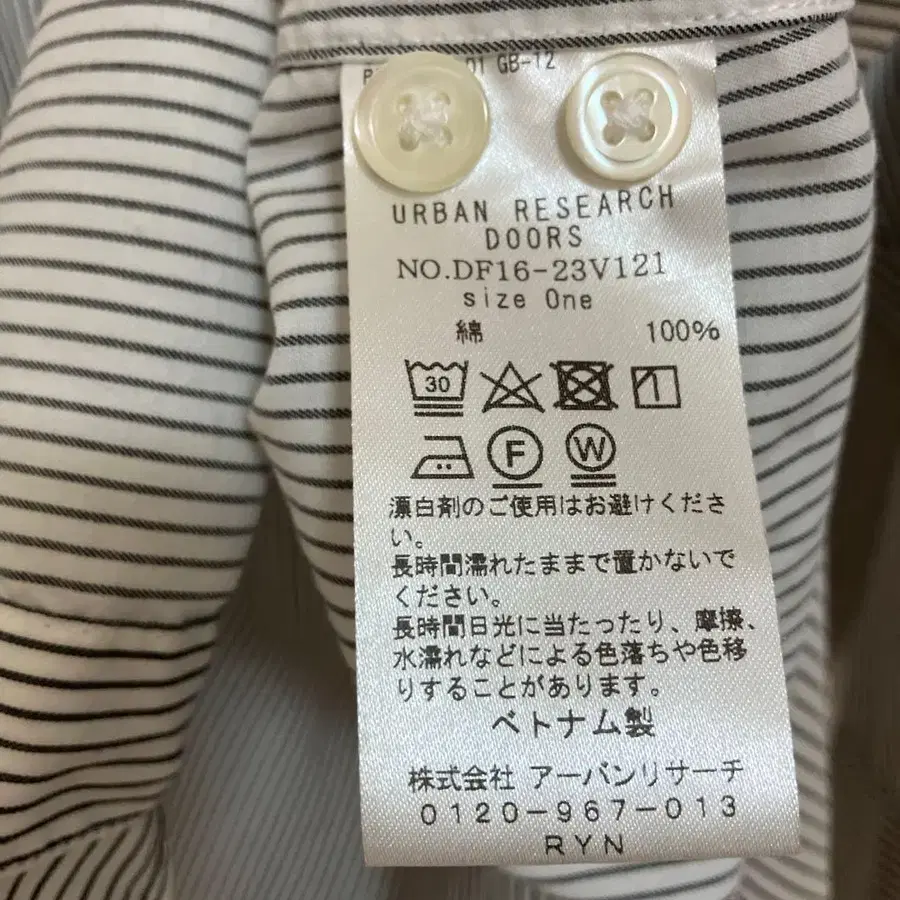 01 GB-12
URBAN RESEARCH
DOORS
NO.DF16-23V121
size One
綿 100%
30
F W
漂白剤のご使用はお避けくださ
い。
長時間濡れたままで置かないで
ください。
長時間日光に当たったり、摩擦、
水濡れなどによる色落ちや色移
りすることがあります。
ベトナム製
株式会社 アーバンリサーチ
0120-967-013
RYN